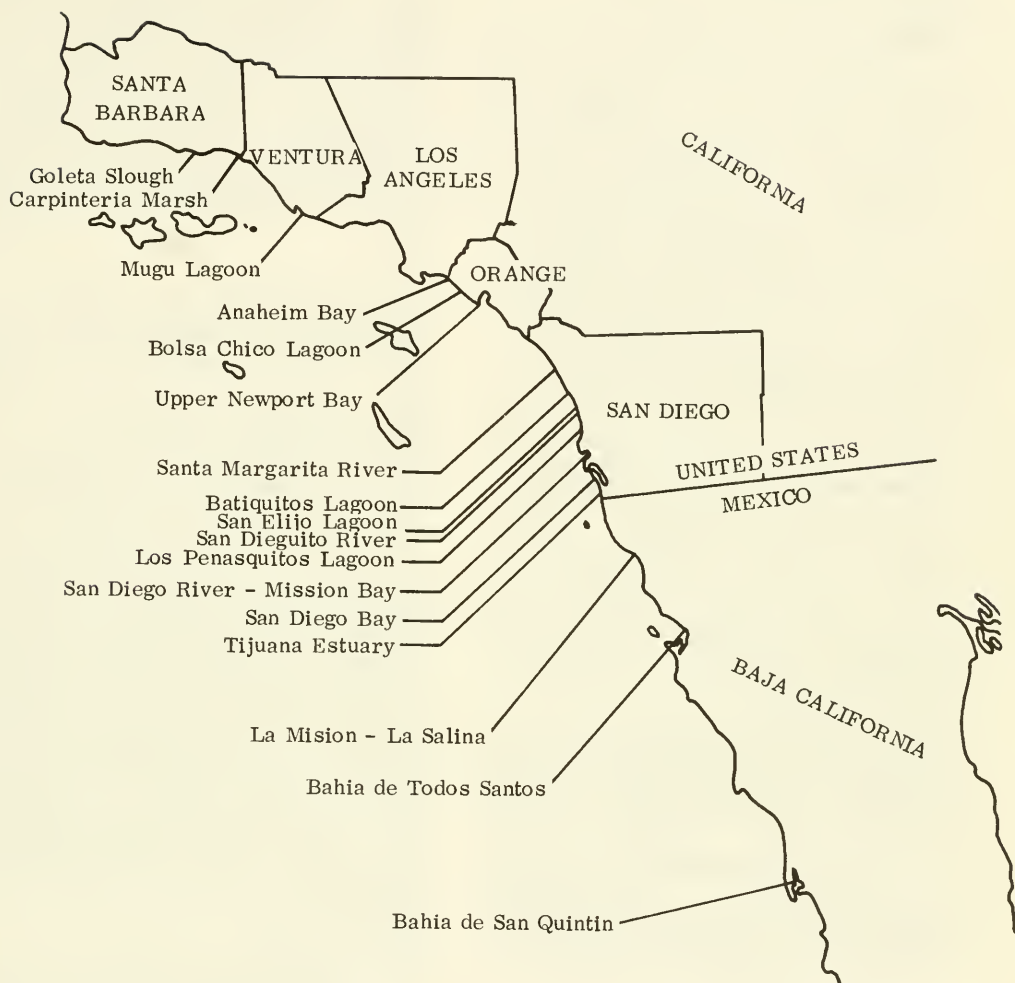 SANTA
BARBARA
VENTURA
LOS
ANGELES
CALIFORNIA
Goleta Slough
Carpinteria Marsh
Mugu Lagoon
ORANGE
Anaheim Bay
Bolsa Chico Lagoon
Upper Newport Bay
SAN DIEGO
Santa Margarita River
UNITED STATES
MEXICO
Batiquitos Lagoon
San Elijo Lagoon
San Dieguito River
Los Penasquitos Lagoon
San Diego River - Mission Bay
San Diego Bay
Tijuana Estuary
BAJA CALIFORNIA
La Mision - La Salina
Bahia de Todos Santos
Bahia de San Quintin